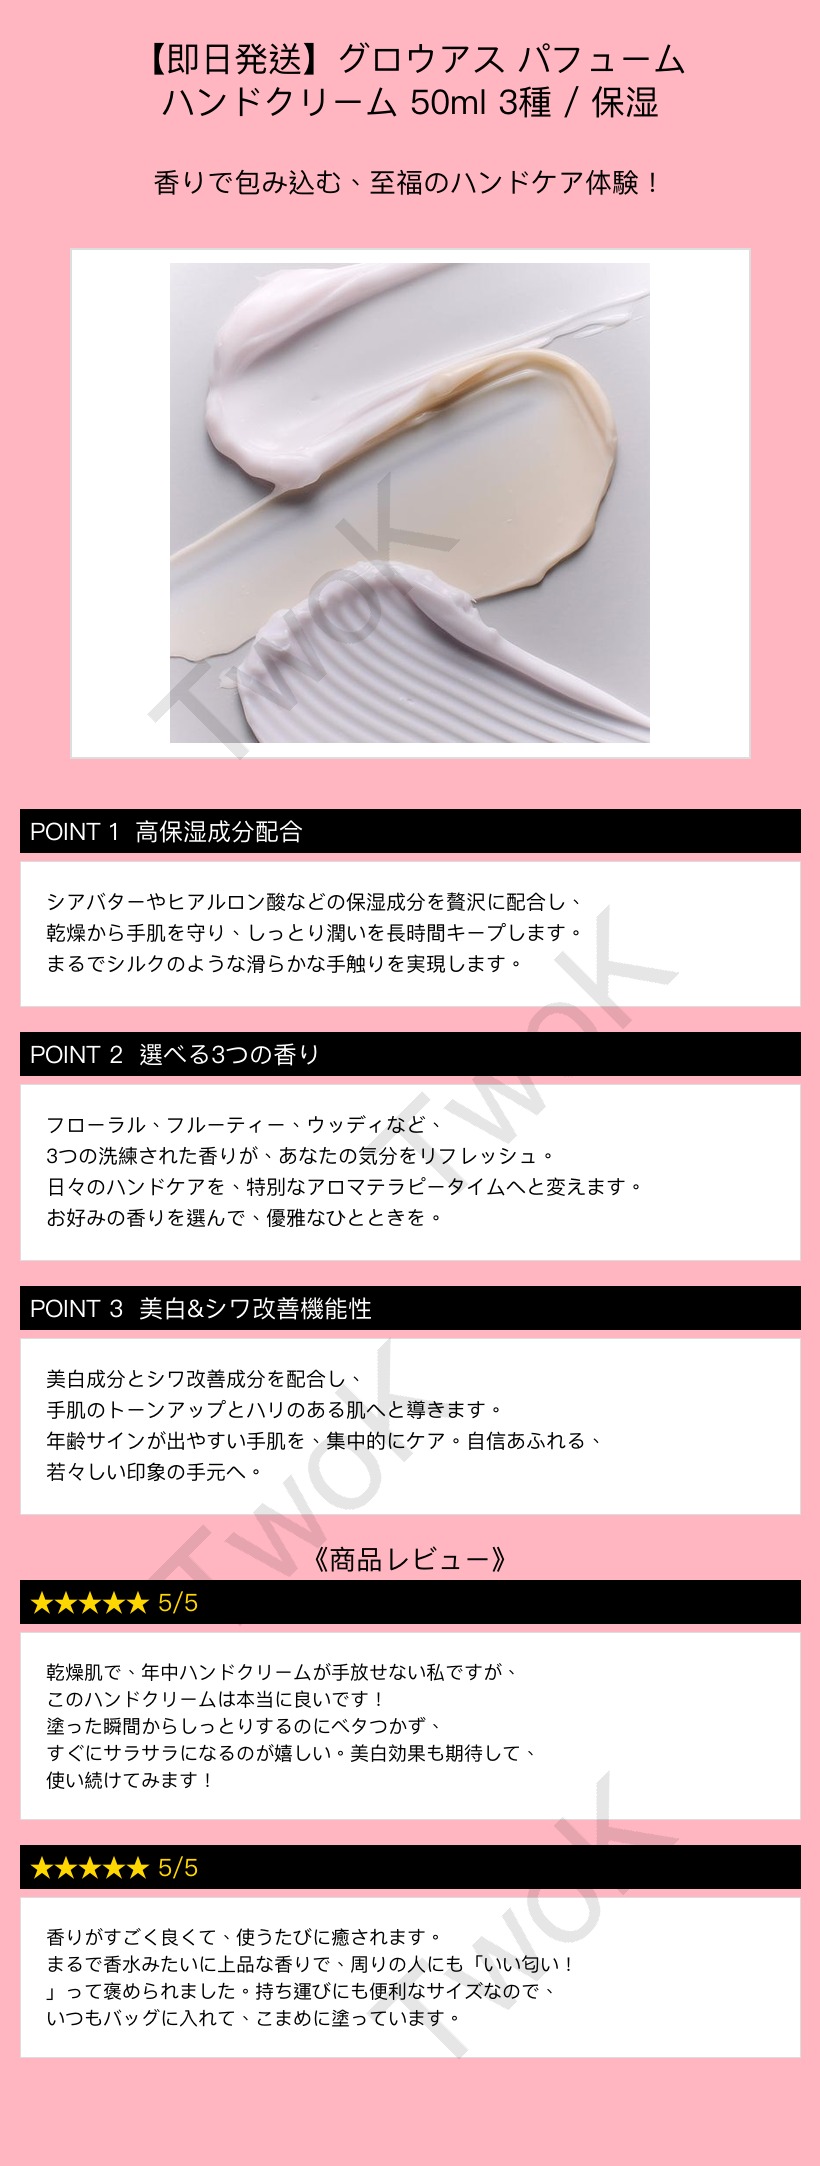 【即日発送】グロウアス パフューム
ハンドクリーム 50ml 3種 / 保湿
香りで包み込む、至福のハンドケア体験！
TwoK
POINT 1 高保湿成分配合
シアバターやヒアルロン酸などの保湿成分を贅沢に配合し、
乾燥から手肌を守り、しっとり潤いを長時間キープします。
まるでシルクのような滑らかな手触りを実現します。
TwoK
POINT 2 選べる3つの香り
フローラル、フルーティー、ウッディなど、
3つの洗練された香りが、あなたの気分をリフレッシュ。
日々のハンドケアを、特別なアロマテラピータイムへと変えます。
お好みの香りを選んで、優雅なひとときを。
POINT 3 美白&シワ改善機能性
美白成分とシワ改善成分を配合し、
手肌のトーンアップとハリのある肌へと導きます。
年齢サインが出やすい手肌を、集中的にケア。自信あふれる、
若々しい印象の手元へ。
TwoK
《商品レビュー》
★★★★★ 5/5
乾燥肌で、年中ハンドクリームが手放せない私ですが、
このハンドクリームは本当に良いです！
塗った瞬間からしっとりするのにベタつかず、
すぐにサラサラになるのが嬉しい。美白効果も期待して、
使い続けてみます！
TwoK
★★★★★ 5/5
香りがすごく良くて、使うたびに癒されます。
まるで香水みたいに上品な香りで、周りの人にも「いい匂い！
」って褒められました。持ち運びにも便利なサイズなので、
いつもバッグに入れて、こまめに塗っています。